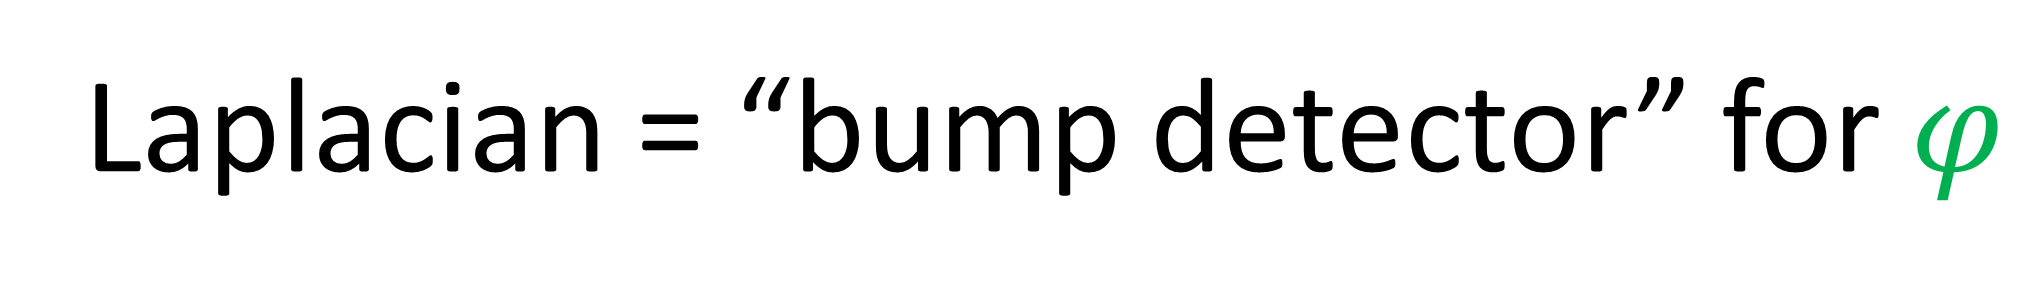 Laplacian = “bump detector” for φ